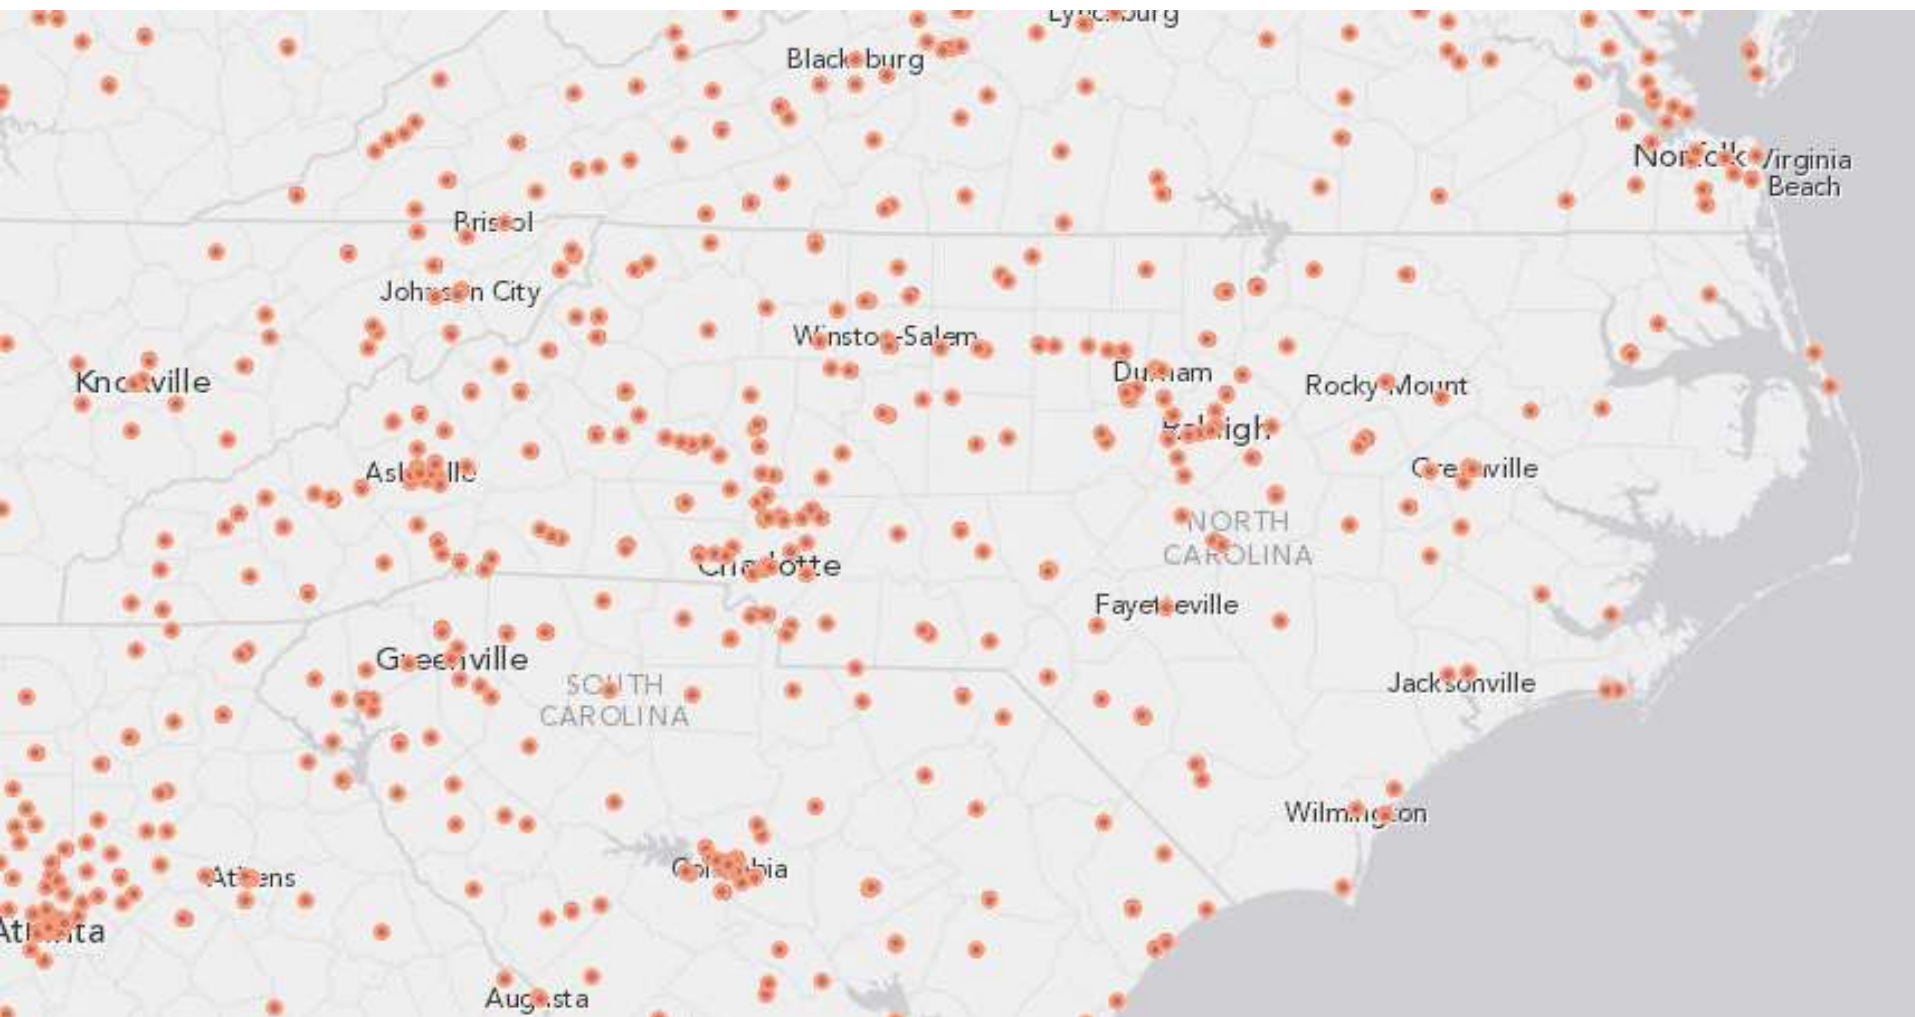 Lynchburg
Blacksburg
Norfolk
Virginia
Beach
Bristol
Johnson City
Winston-Salem
Knoxville
Durham
Rocky Mount
Raleigh
Asheville
Greenville
NORTH
CAROLINA
Charlotte
Fayetteville
Greenville
SOUTH
CAROLINA
Jacksonville
Wilmington
Columbia
Athens
Atlanta
Augusta